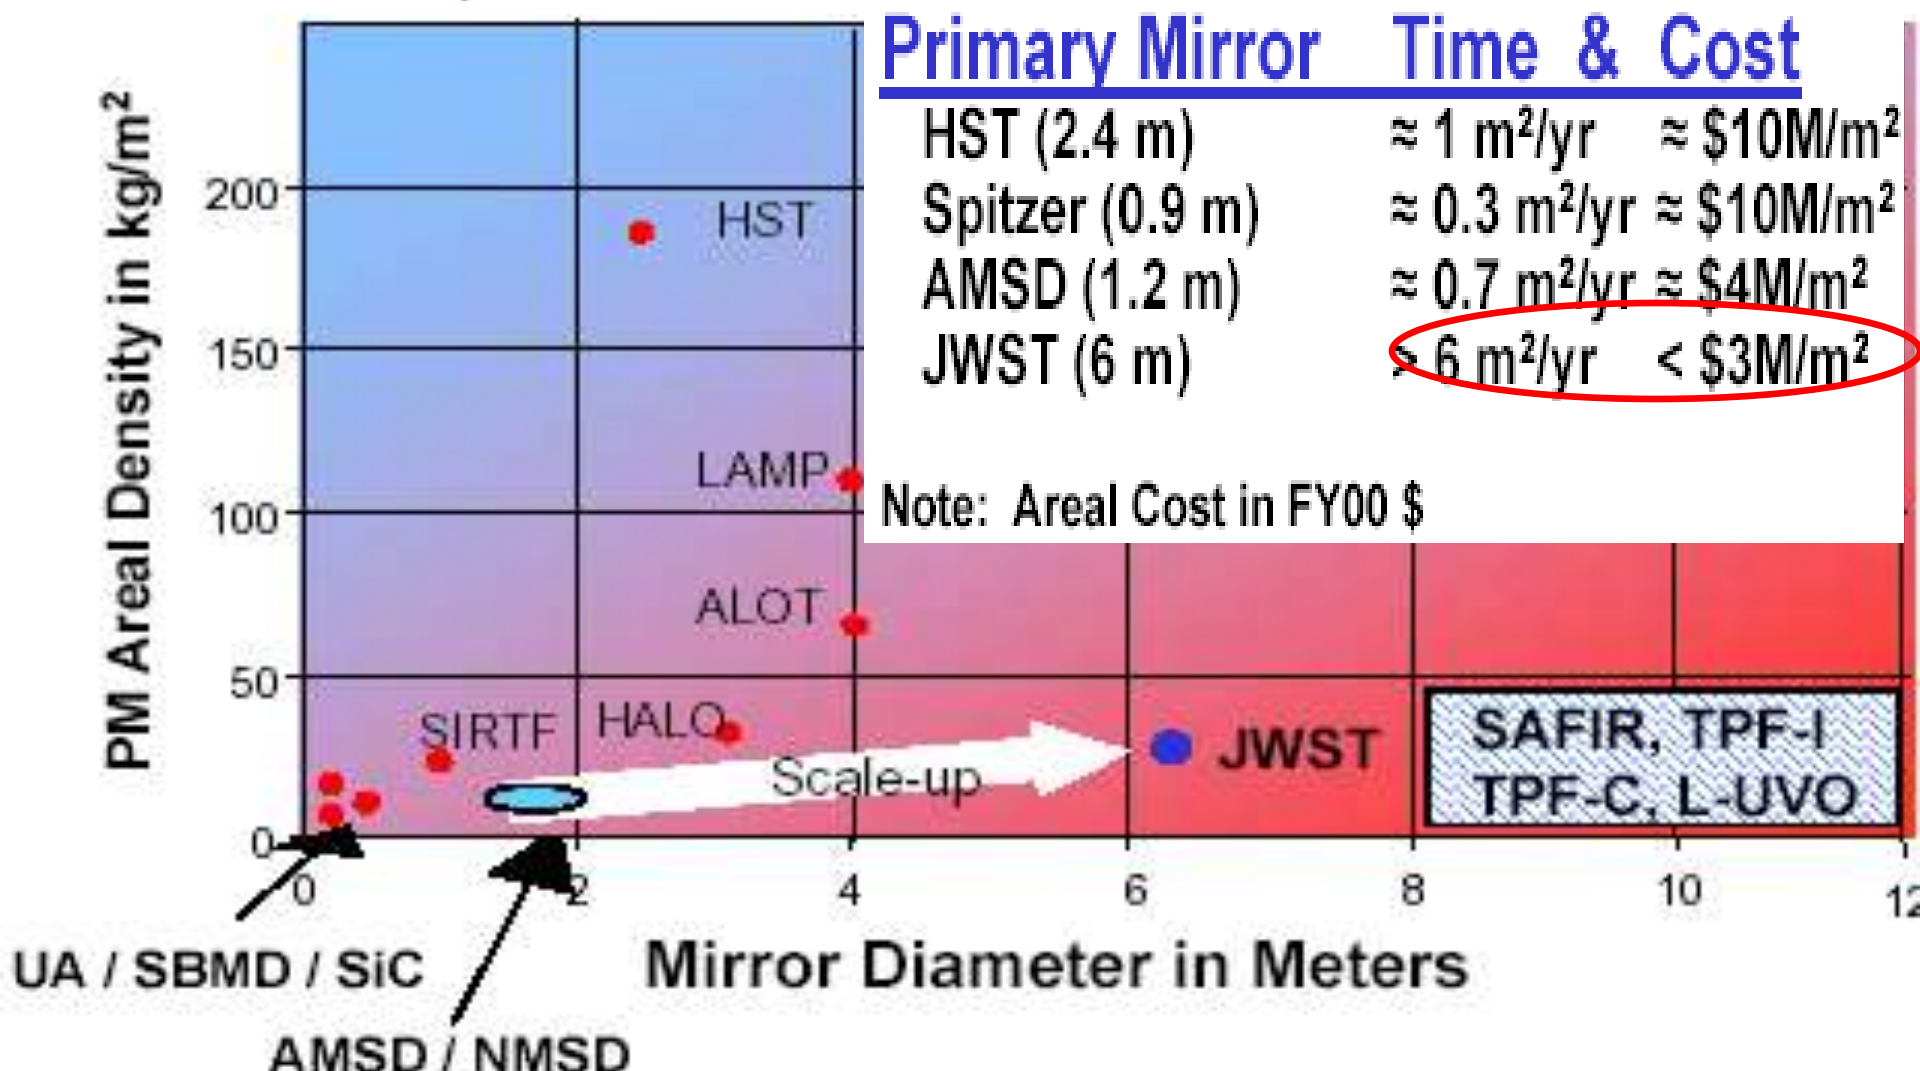 Primary Mirror Time & Cost
HST (2.4 m) ≈ 1 m²/yr ≈ $10M/m²
Spitzer (0.9 m) ≈ 0.3 m²/yr ≈ $10M/m²
AMSD (1.2 m) ≈ 0.7 m²/yr ≈ $4M/m²
JWST (6 m) > 6 m²/yr < $3M/m²
Note: Areal Cost in FY00 $
PM Areal Density in kg/m²
200
150
100
50
0
HST
LAMP
ALOT
SIRTF
HALO
Scale-up
JWST
SAFIR, TPF-I
TPF-C, L-UVO
0 2 4 6 8 10 12
Mirror Diameter in Meters
UA / SBMD / SiC
AMSD / NMSD